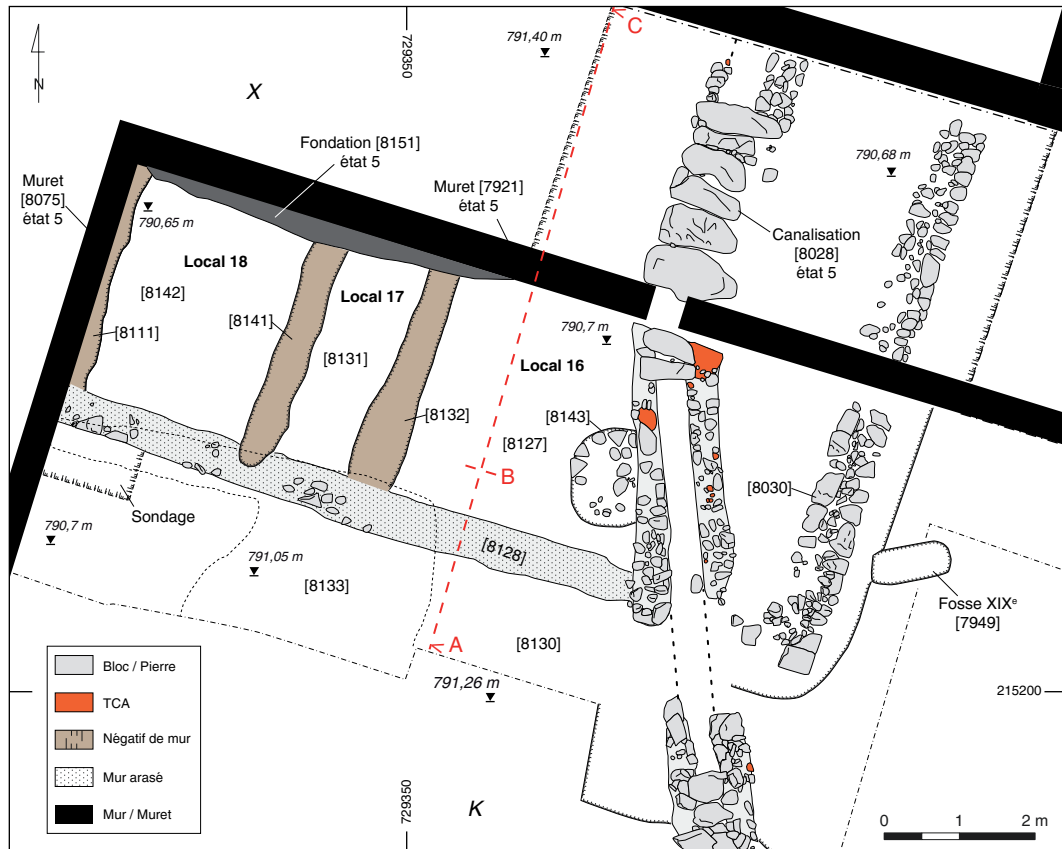 C
791,40 m
729350
N
X
Fondation [8151]
état 5
790,68 m
Muret
[8075]
état 5
Muret [7921]
état 5
790,65 m
Canalisation
[8028]
état 5
Local 18
Local 17
[8142]
[8141]
790,7 m
[8111]
[8131]
Local 16
[8132]
[8143]
[8127]
B
[8030]
Sondage
790,7 m
[8128]
791,05 m
[8133]
Fosse XIXe
[7949]
A
[8130]
791,26 m
215200
Bloc / Pierre
TCA
Négatif de mur
Mur arasé
Mur / Muret
729350
K
0 1 2 m